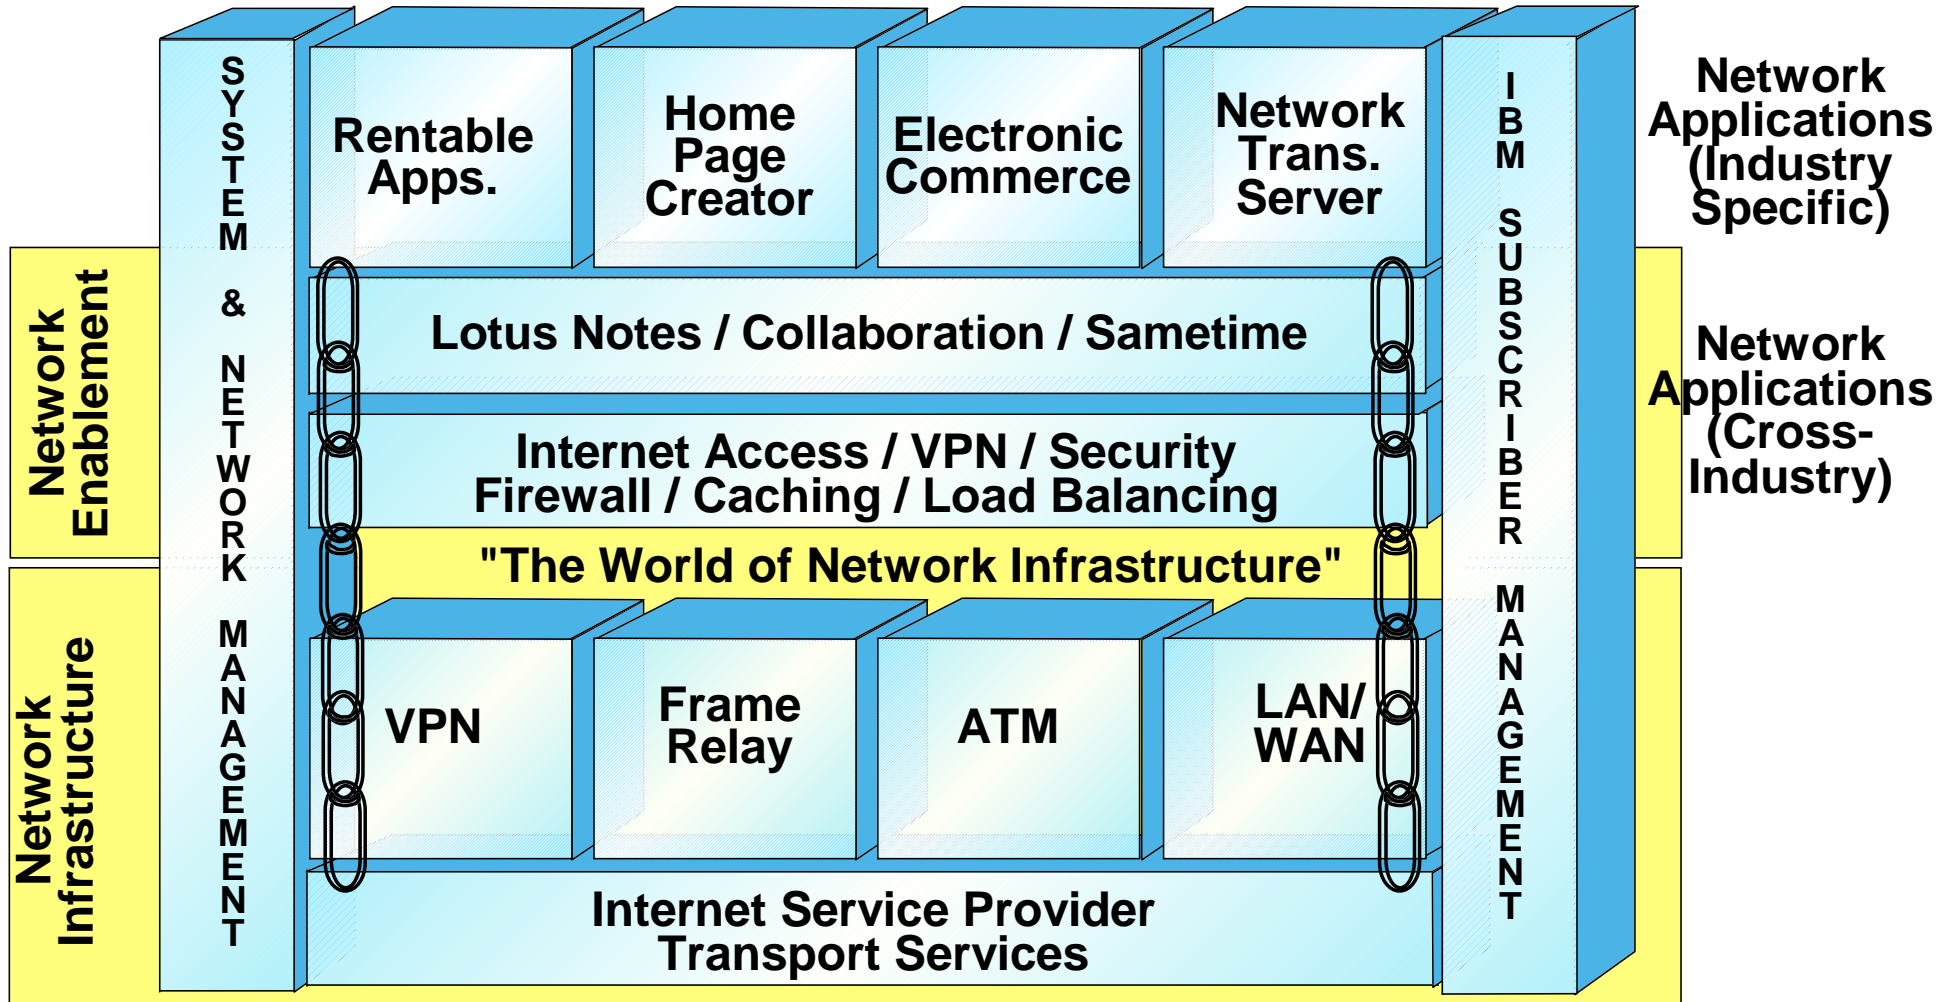 SYSTEM & NETWORK MANAGEMENT
Rentable
Apps.
Home
Page
Creator
Electronic
Commerce
Network
Trans.
Server
IBM SUBSCRIBER MANAGEMENT
Network
Applications
(Industry
Specific)
Network
Enablement
Lotus Notes / Collaboration / Sametime
Network
Applications
(Cross-
Industry)
Internet Access / VPN / Security
Firewall / Caching / Load Balancing
"The World of Network Infrastructure"
Network
Infrastructure
VPN
Frame
Relay
ATM
LAN/
WAN
Internet Service Provider
Transport Services